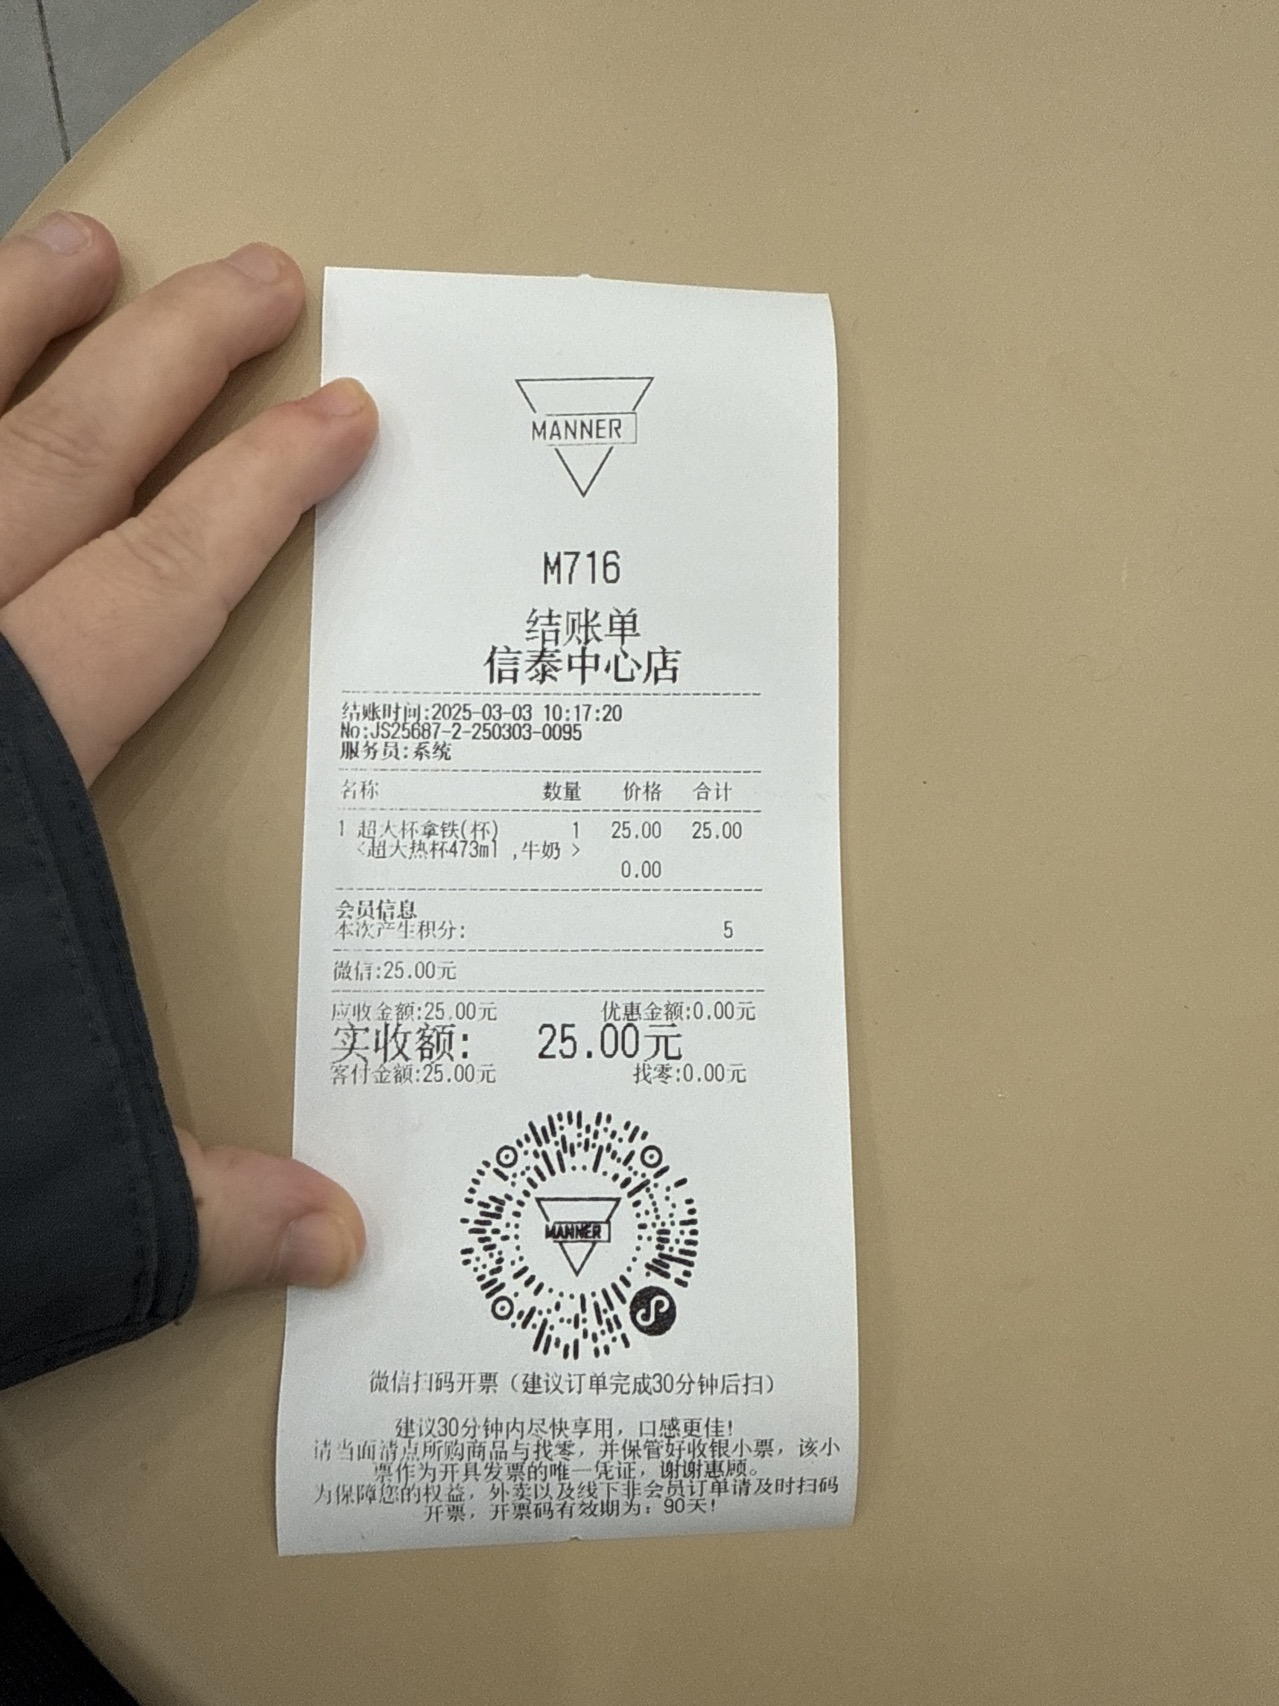 MANNER
M716
结账单
信泰中心店
结账时间:2025-03-03 10:17:20
No:JS25687-2-250303-0095
服务员:系统
名称 数量 价格 合计
1 超大杯拿铁(杯) 1 25.00 25.00
<超大热杯473ml ,牛奶 >
0.00
会员信息
本次产生积分: 5
微信:25.00元
应收金额:25.00元 优惠金额:0.00元
实收额: 25.00元
客付金额:25.00元 找零:0.00元
MANNER
微信扫码开票（建议订单完成30分钟后扫）
建议30分钟内尽快享用，口感更佳!
请当面清点所购商品与找零，并保管好收银小票，该小
票作为开具发票的唯一凭证，谢谢惠顾。
为保障您的权益，外卖以及线下非会员订单请及时扫码
开票，开票码有效期为：90天!